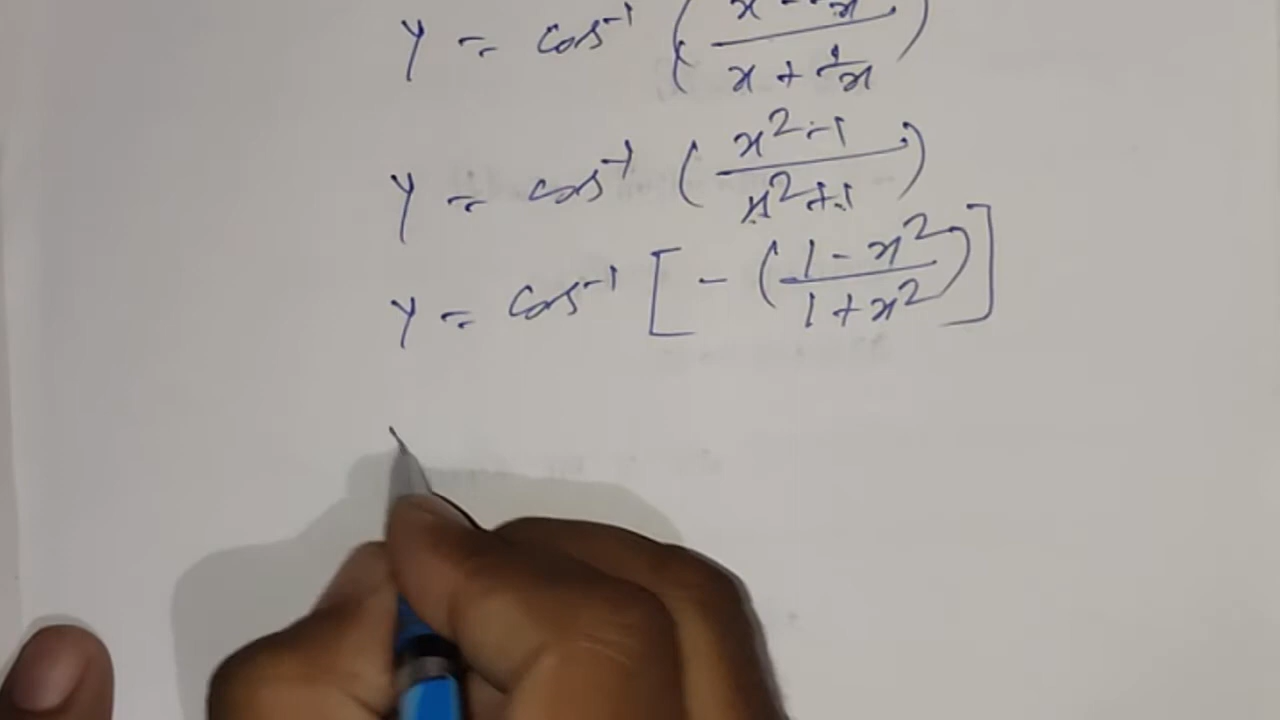 y = cos⁻¹ (x - 1/x / x + 1/x)
y = cos⁻¹ (x² - 1 / x² + 1)
y = cos⁻¹ [- (1 - x² / 1 + x²)]